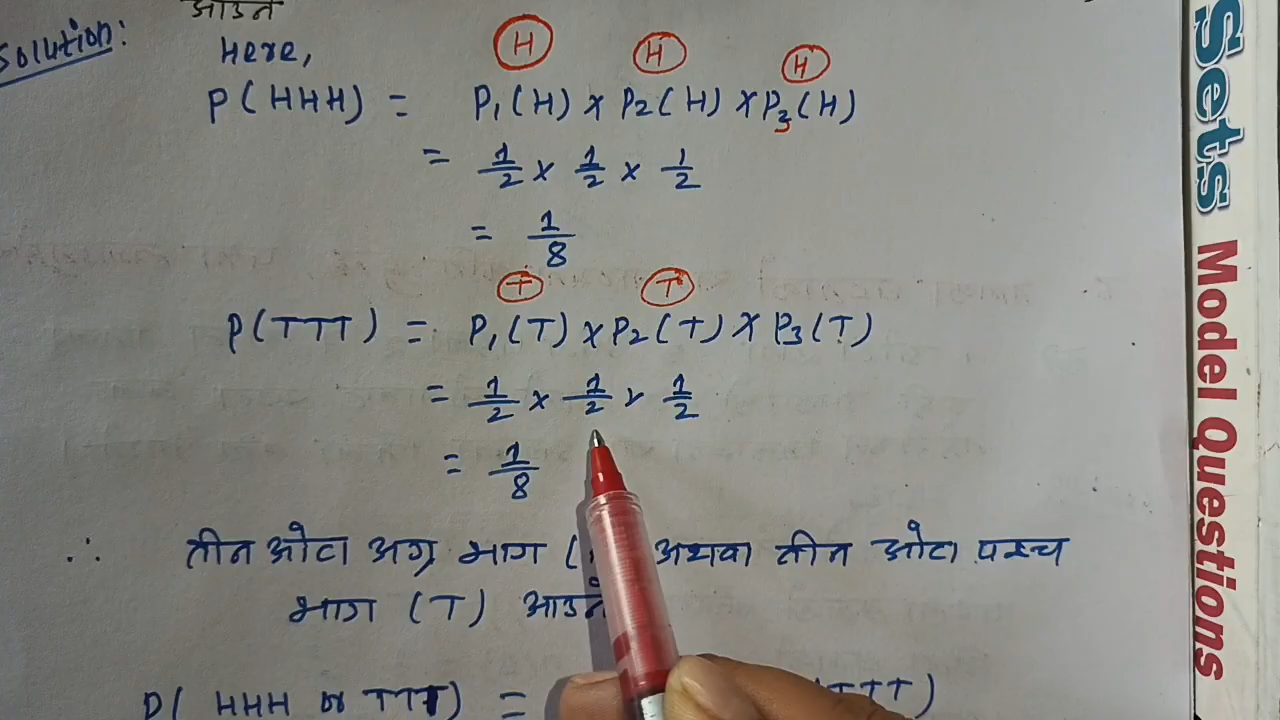 आउने
Solution:
Here,
H H H
P(HHH) = P₁(H) × P₂(H) × P₃(H)
= 1/2 × 1/2 × 1/2
= 1/8
T T
P(TTT) = P₁(T) × P₂(T) × P₃(T)
= 1/2 × 1/2 × 1/2
= 1/8
∴ तीन ओटा अग्र भाग ( अथवा तीन ओटा पश्च
भाग (T) आउने
P( HHH or TTT) = (TTT)
Sets Model Questions